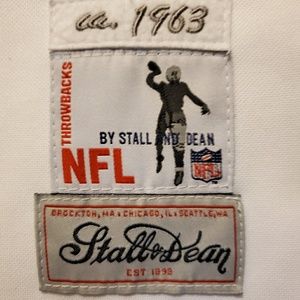 ca. 1963
THROWBACKS
BY STALL AND DEAN
NFL
NFL
BROCKTON, MA • CHICAGO, IL • SEATTLE, WA
Stall & Dean
EST 1898